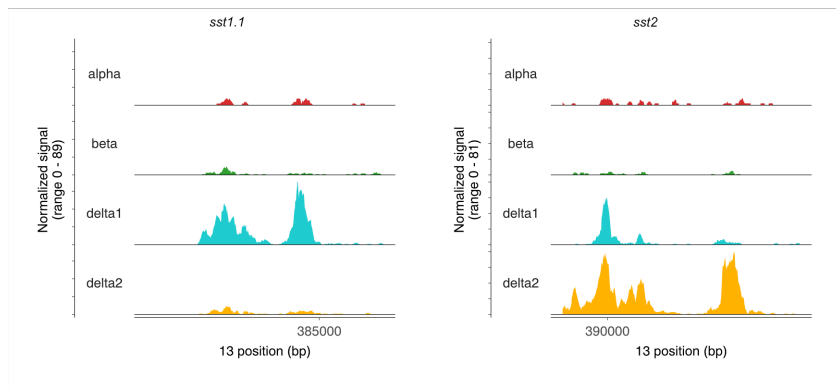 sst1.1
Normalized signal
(range 0 - 89)
alpha
beta
delta1
delta2
385000
13 position (bp)
sst2
Normalized signal
(range 0 - 81)
alpha
beta
delta1
delta2
390000
13 position (bp)